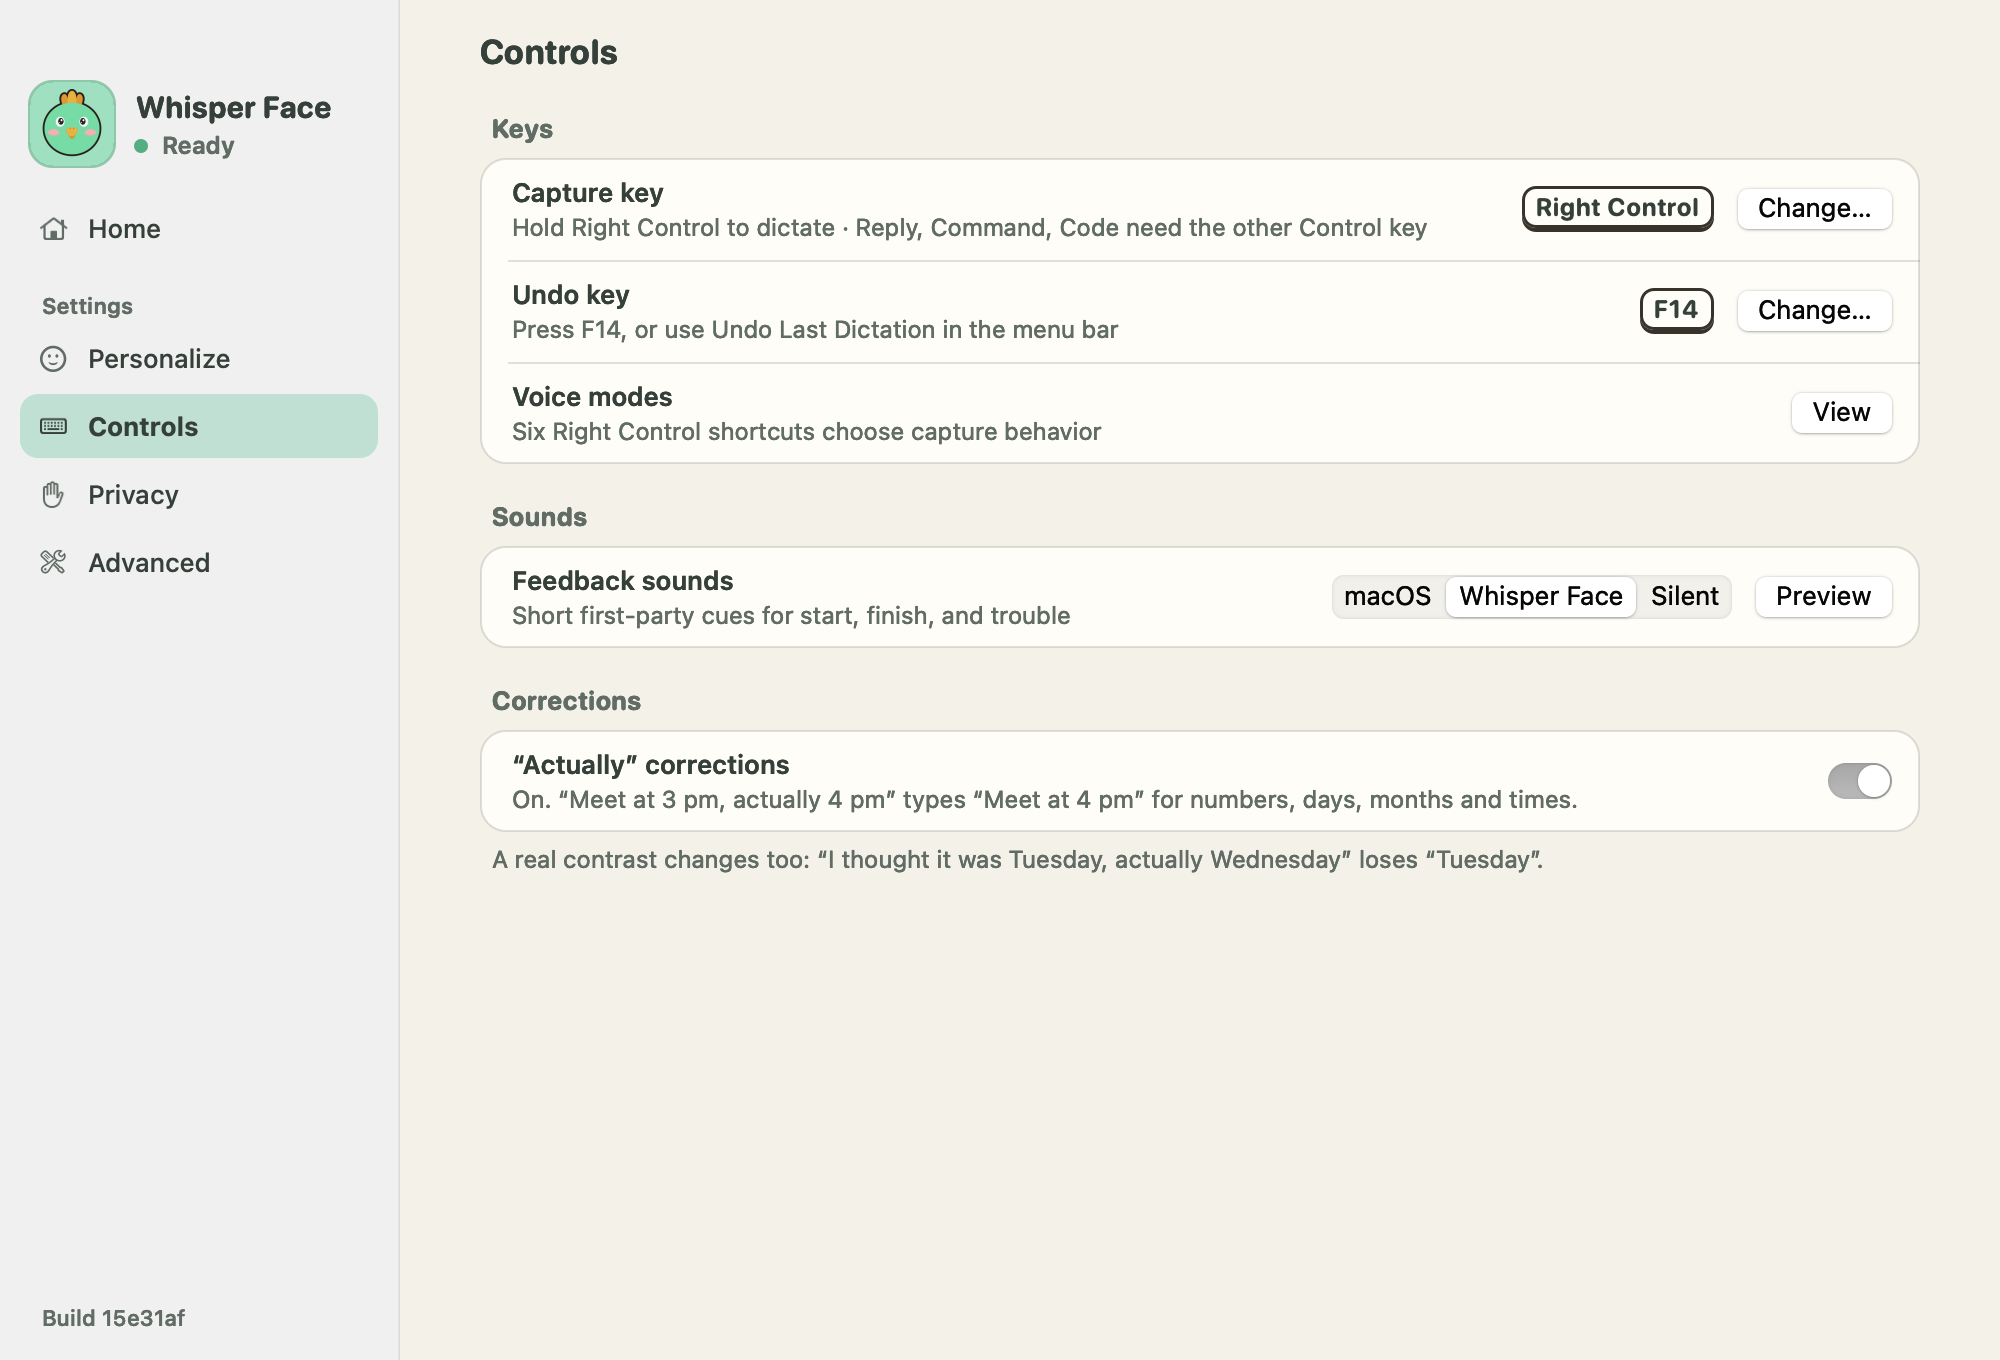 Whisper Face
Ready
Home
Settings
Personalize
Controls
Privacy
Advanced
Build 15e31af
Controls
Keys
Capture key
Hold Right Control to dictate · Reply, Command, Code need the other Control key
Right Control
Change...
Undo key
Press F14, or use Undo Last Dictation in the menu bar
F14
Change...
Voice modes
Six Right Control shortcuts choose capture behavior
View
Sounds
Feedback sounds
Short first-party cues for start, finish, and trouble
macOS Whisper Face Silent
Preview
Corrections
“Actually” corrections
On. “Meet at 3 pm, actually 4 pm” types “Meet at 4 pm” for numbers, days, months and times.
A real contrast changes too: “I thought it was Tuesday, actually Wednesday” loses “Tuesday”.